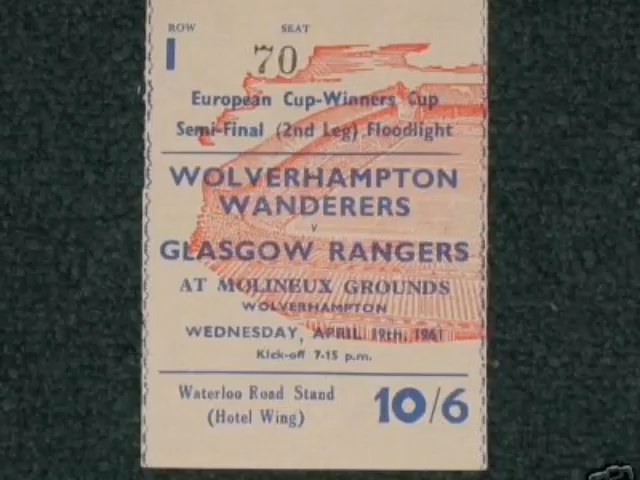 ROW SEAT
I 70
European Cup-Winners Cup
Semi-Final (2nd Leg) Floodlight
WOLVERHAMPTON
WANDERERS
v
GLASGOW RANGERS
AT MOLINEUX GROUNDS
WOLVERHAMPTON
WEDNESDAY, APRIL 19th, 1961
Kick-off 7-15 p.m.
Waterloo Road Stand
(Hotel Wing)
10/6